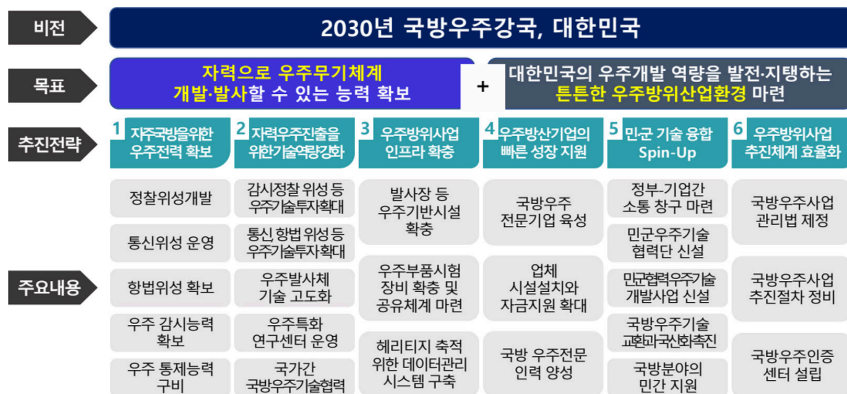 비전
2030년 국방우주강국, 대한민국
목표
자력으로 우주무기체계
개발·발사할 수 있는 능력 확보
+
대한민국의 우주개발 역량을 발전·지탱하는
튼튼한 우주방위산업환경 마련
추진전략
1 자주국방을위한
우주전력 확보
2 자력우주진출을
위한기술역량강화
3 우주방위사업
인프라 확충
4 우주방산기업의
빠른 성장 지원
5 민·군 기술 융합
Spin-Up
6 우주방위사업
추진체계 효율화
주요내용
정찰위성개발
통신위성 운영
항법위성 확보
우주 감시능력
확보
우주 통제능력
구비
감시정찰 위성 등
우주기술투자확대
통신,항법 위성 등
우주기술투자 확대
우주발사체
기술 고도화
우주특화
연구센터 운영
국가간
국방우주기술협력
발사장 등
우주기반시설
확충
우주부품시험
장비 확충 및
공유체계 마련
헤리티지 축적
위한 데이터관리
시스템 구축
국방우주
전문기업 육성
업체
시설설치와
자금지원 확대
국방 우주전문
인력 양성
정부-기업간
소통 창구 마련
민군우주기술
협력단 신설
민군협력우주기술
개발사업 신설
국방우주기술
교환과국산화촉진
국방분야의
민간 지원
국방우주사업
관리법 제정
국방우주사업
추진절차 정비
국방우주인증
센터 설립